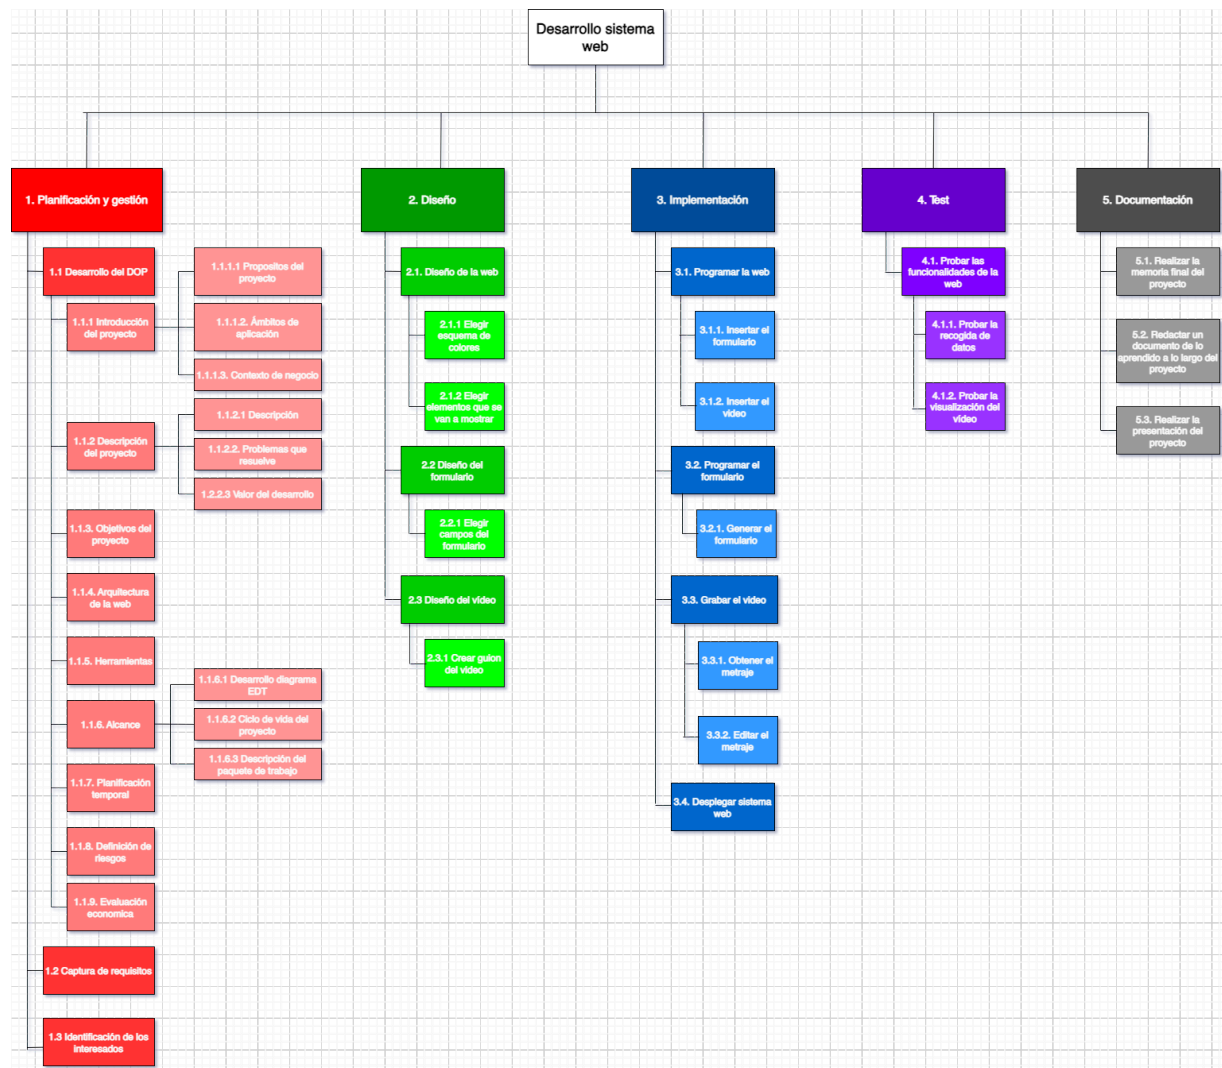 Desarrollo sistema
web
1. Planificación y gestión
2. Diseño
3. Implementación
4. Test
5. Documentación
1.1 Desarrollo del DOP
1.1.1 Introducción
del proyecto
1.1.1.1 Propositos del
proyecto
1.1.1.2. Ámbitos de
aplicación
1.1.1.3. Contexto de negocio
1.1.2 Descripción
del proyecto
1.1.2.1 Descripción
1.1.2.2. Problemas que
resuelve
1.2.2.3 Valor del desarrollo
1.1.3. Objetivos del
proyecto
1.1.4. Arquitectura
de la web
1.1.5. Herramientas
1.1.6. Alcance
1.1.6.1 Desarrollo diagrama
EDT
1.1.6.2 Ciclo de vida del
proyecto
1.1.6.3 Descripción del
paquete de trabajo
1.1.7. Planificación
temporal
1.1.8. Definición de
riesgos
1.1.9. Evaluación
economica
1.2 Captura de requisitos
1.3 Identificación de los
interesados
2.1. Diseño de la web
2.1.1 Elegir
esquema de
colores
2.1.2 Elegir
elementos que se
van a mostrar
2.2 Diseño del
formulario
2.2.1 Elegir
campos del
formulario
2.3 Diseño del vídeo
2.3.1 Crear guion
del video
3.1. Programar la web
3.1.1. Insertar el
formulario
3.1.2. Insertar el
video
3.2. Programar el
formulario
3.2.1. Generar el
formulario
3.3. Grabar el video
3.3.1. Obtener el
metraje
3.3.2. Editar el
metraje
3.4. Desplegar sistema
web
4.1. Probar las
funcionalidades de la
web
4.1.1. Probar la
recogida de
datos
4.1.2. Probar la
visualización del
vídeo
5.1. Realizar la
memoria final del
proyecto
5.2. Redactar un
documento de lo
aprendido a lo largo del
proyecto
5.3. Realizar la
presentación del
proyecto